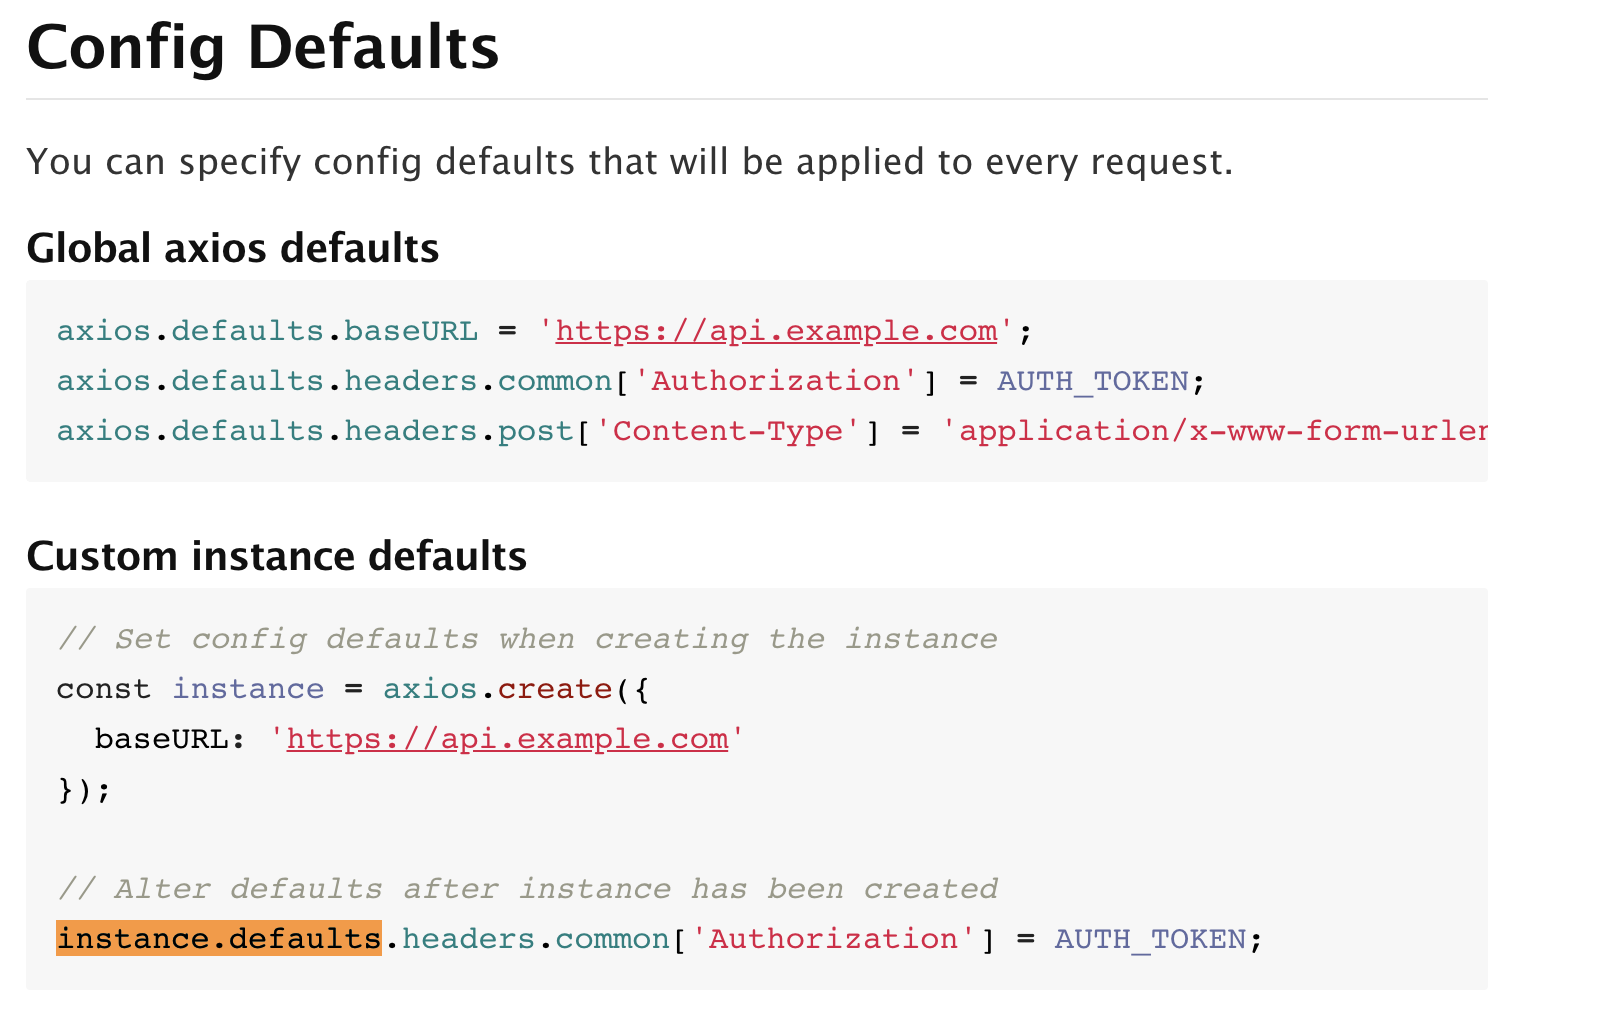 Config Defaults
You can specify config defaults that will be applied to every request.
Global axios defaults
axios.defaults.baseURL = 'https://api.example.com';
axios.defaults.headers.common['Authorization'] = AUTH_TOKEN;
axios.defaults.headers.post['Content-Type'] = 'application/x-www-form-urlen
Custom instance defaults
// Set config defaults when creating the instance
const instance = axios.create({
  baseURL: 'https://api.example.com'
});
// Alter defaults after instance has been created
instance.defaults.headers.common['Authorization'] = AUTH_TOKEN;